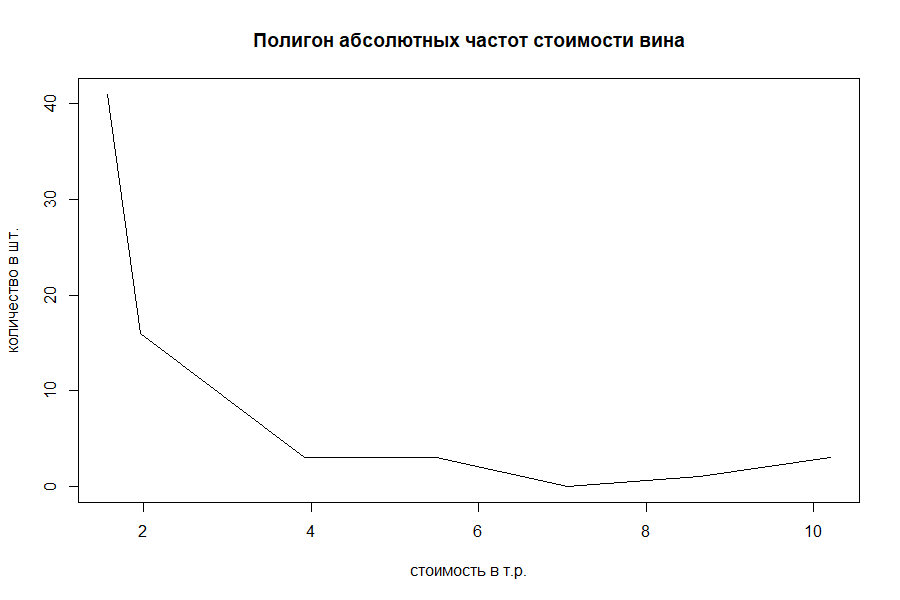 Полигон абсолютных частот стоимости вина
количество в шт.
40
30
20
10
0
2 4 6 8 10
стоимость в т.р.